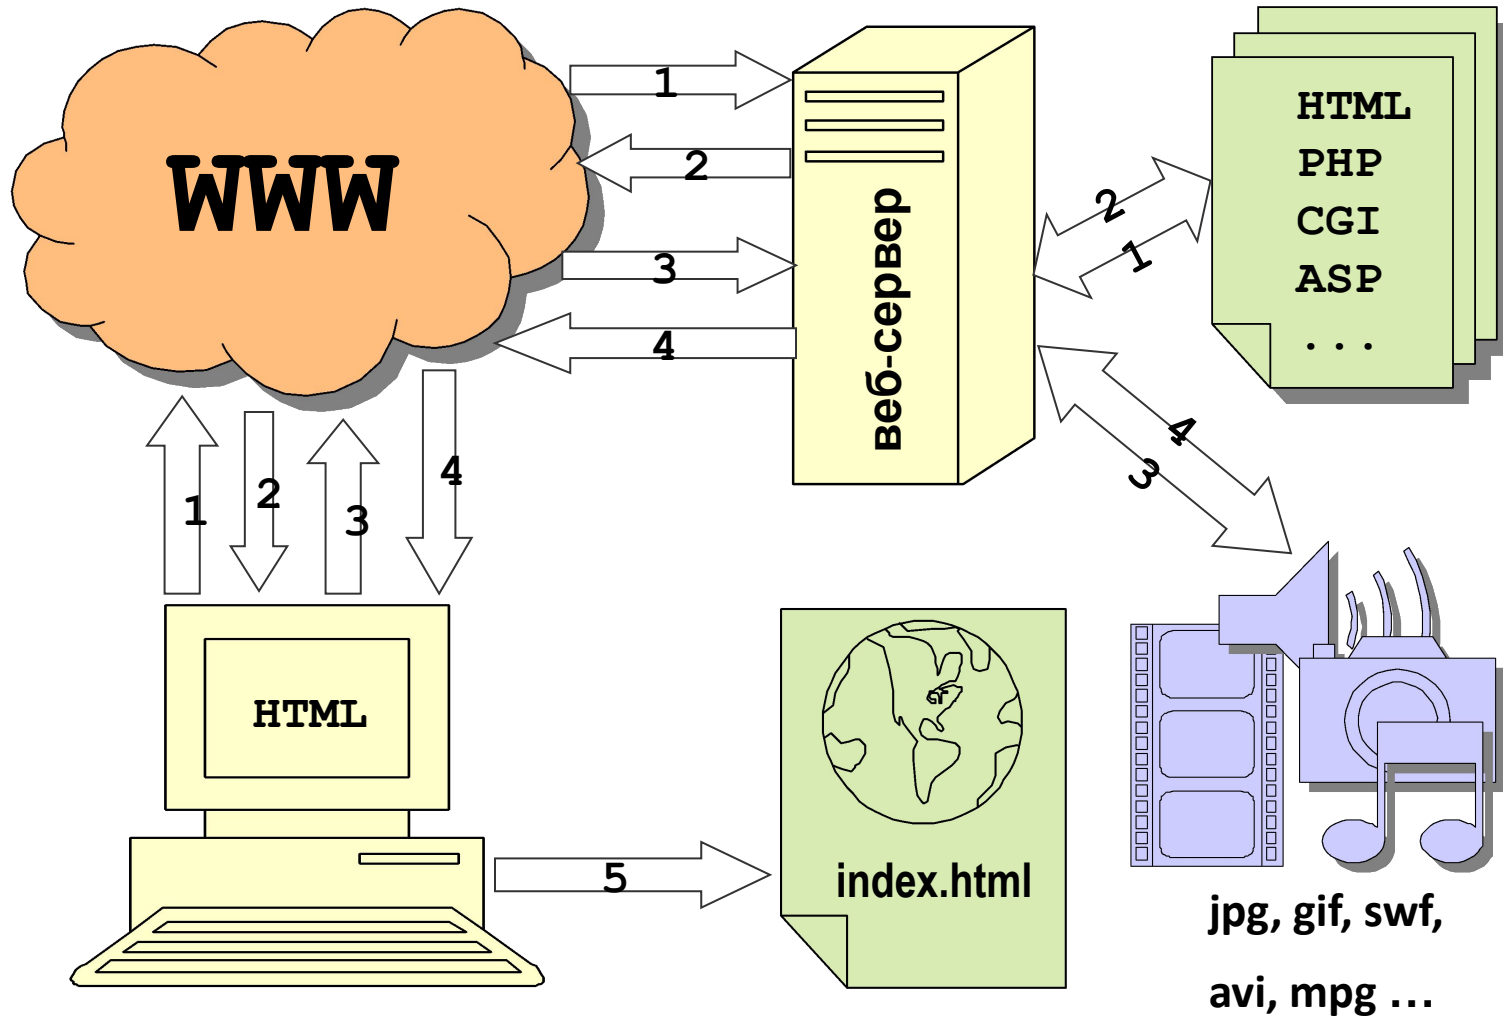 WWW
1
2
3
4
веб-сервер
2
1
HTML
PHP
CGI
ASP
...
4
3
1
2
3
4
HTML
5
index.html
jpg, gif, swf,
avi, mpg ...